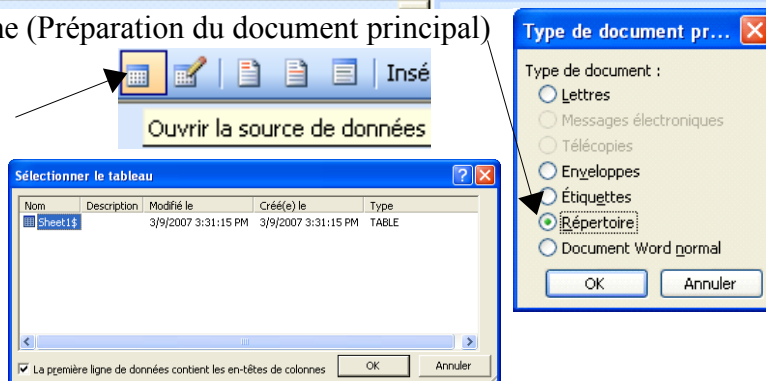 ne (Préparation du document principal)
Insé
Ouvrir la source de données
Sélectionner le tableau
Nom Description Modifié le Créé(e) le Type
Sheet1$ 3/9/2007 3:31:15 PM 3/9/2007 3:31:15 PM TABLE
La première ligne de données contient les en-têtes de colonnes OK Annuler
Type de document pr...
Type de document :
Lettres
Messages électroniques
Télécopies
Enveloppes
Étiquettes
Répertoire
Document Word normal
OK Annuler